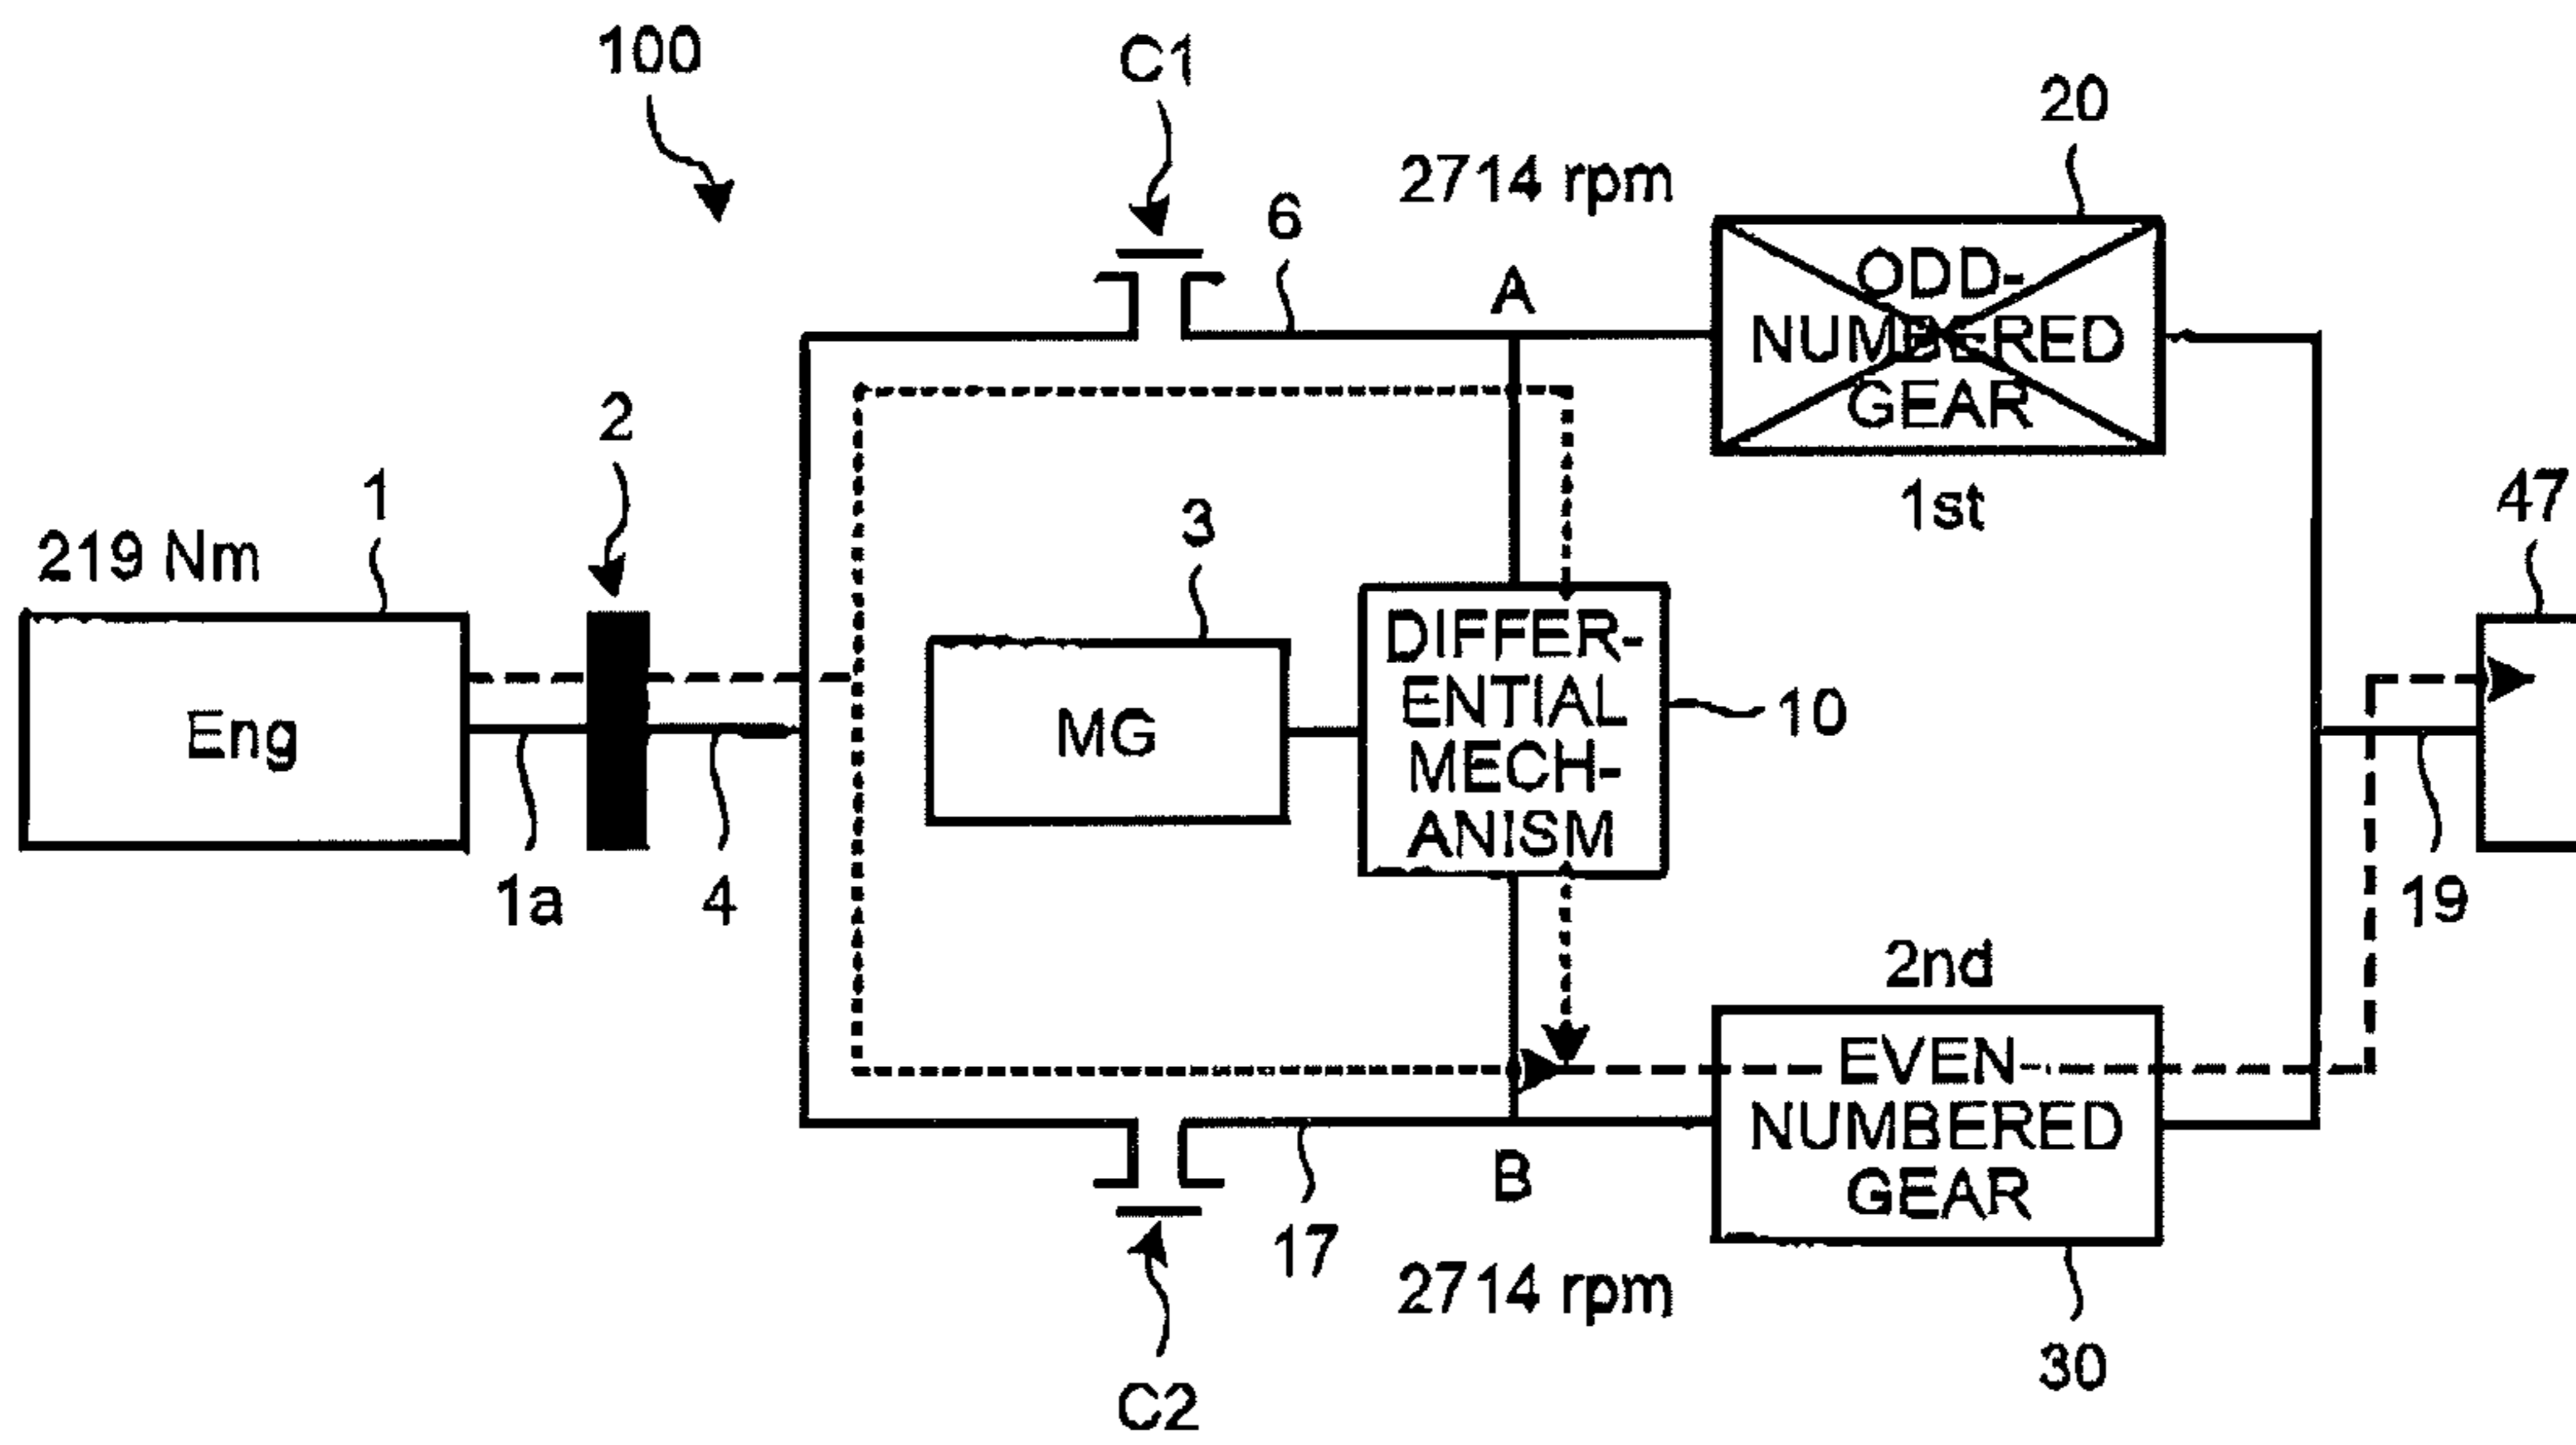 100
C1
20
2714 rpm
6
A
ODD-
NUMBERED
GEAR
1st
2
1
219 Nm
3
47
Eng
MG
DIFFER-
ENTIAL
MECH-
ANISM
10
1a
4
19
2nd
EVEN-
NUMBERED
GEAR
B
17
2714 rpm
30
C2